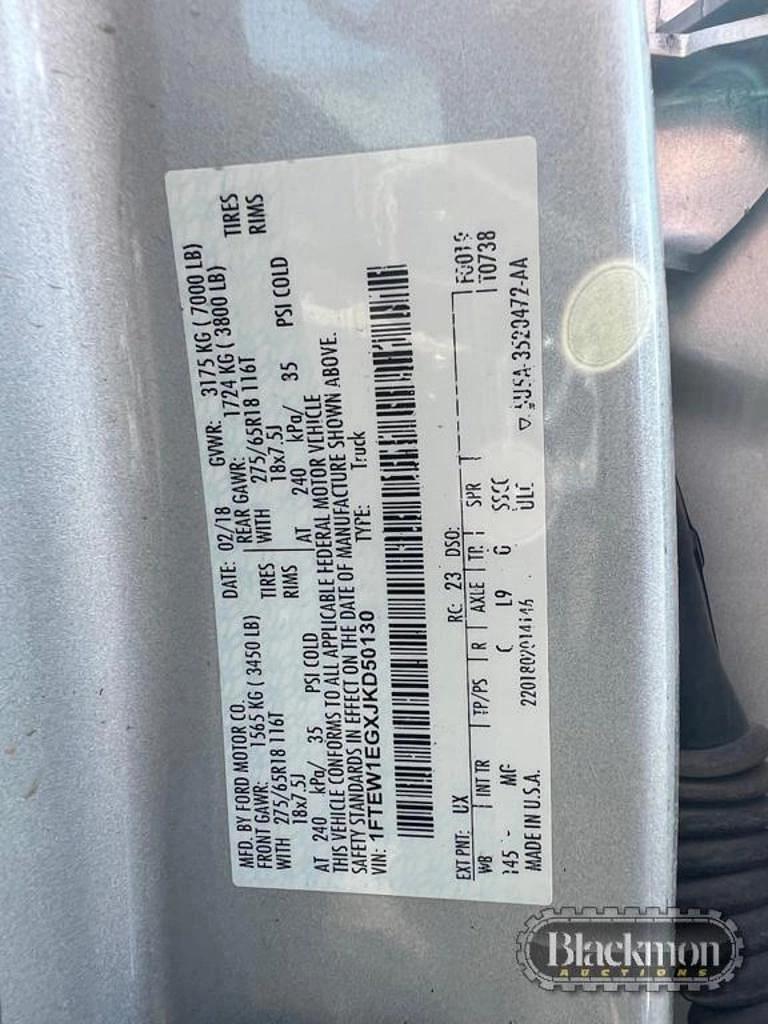 MFD. BY FORD MOTOR CO. DATE: 02/18 GVWR: 3175 KG ( 7000 LB)
FRONT GAWR: 1565 KG ( 3450 LB) REAR GAWR: 1724 KG ( 3800 LB)
WITH 275/65R18 116T TIRES WITH 275/65R18 116T TIRES
18x7.5J RIMS 18x7.5J RIMS
AT 240 kPa/ 35 PSI COLD AT 240 kPa/ 35 PSI COLD
THIS VEHICLE CONFORMS TO ALL APPLICABLE FEDERAL MOTOR VEHICLE
SAFETY STANDARDS IN EFFECT ON THE DATE OF MANUFACTURE SHOWN ABOVE.
VIN: 1FTEW1EGXJKD50130 TYPE: Truck
EXT PNT: UX RC: 23 DSO: F0019
WB INT TR TP/PS R AXLE TR SPR T0738
145 MG C L9 G
MADE IN U.S.A. ULC
Blackmon
AUCTIONS